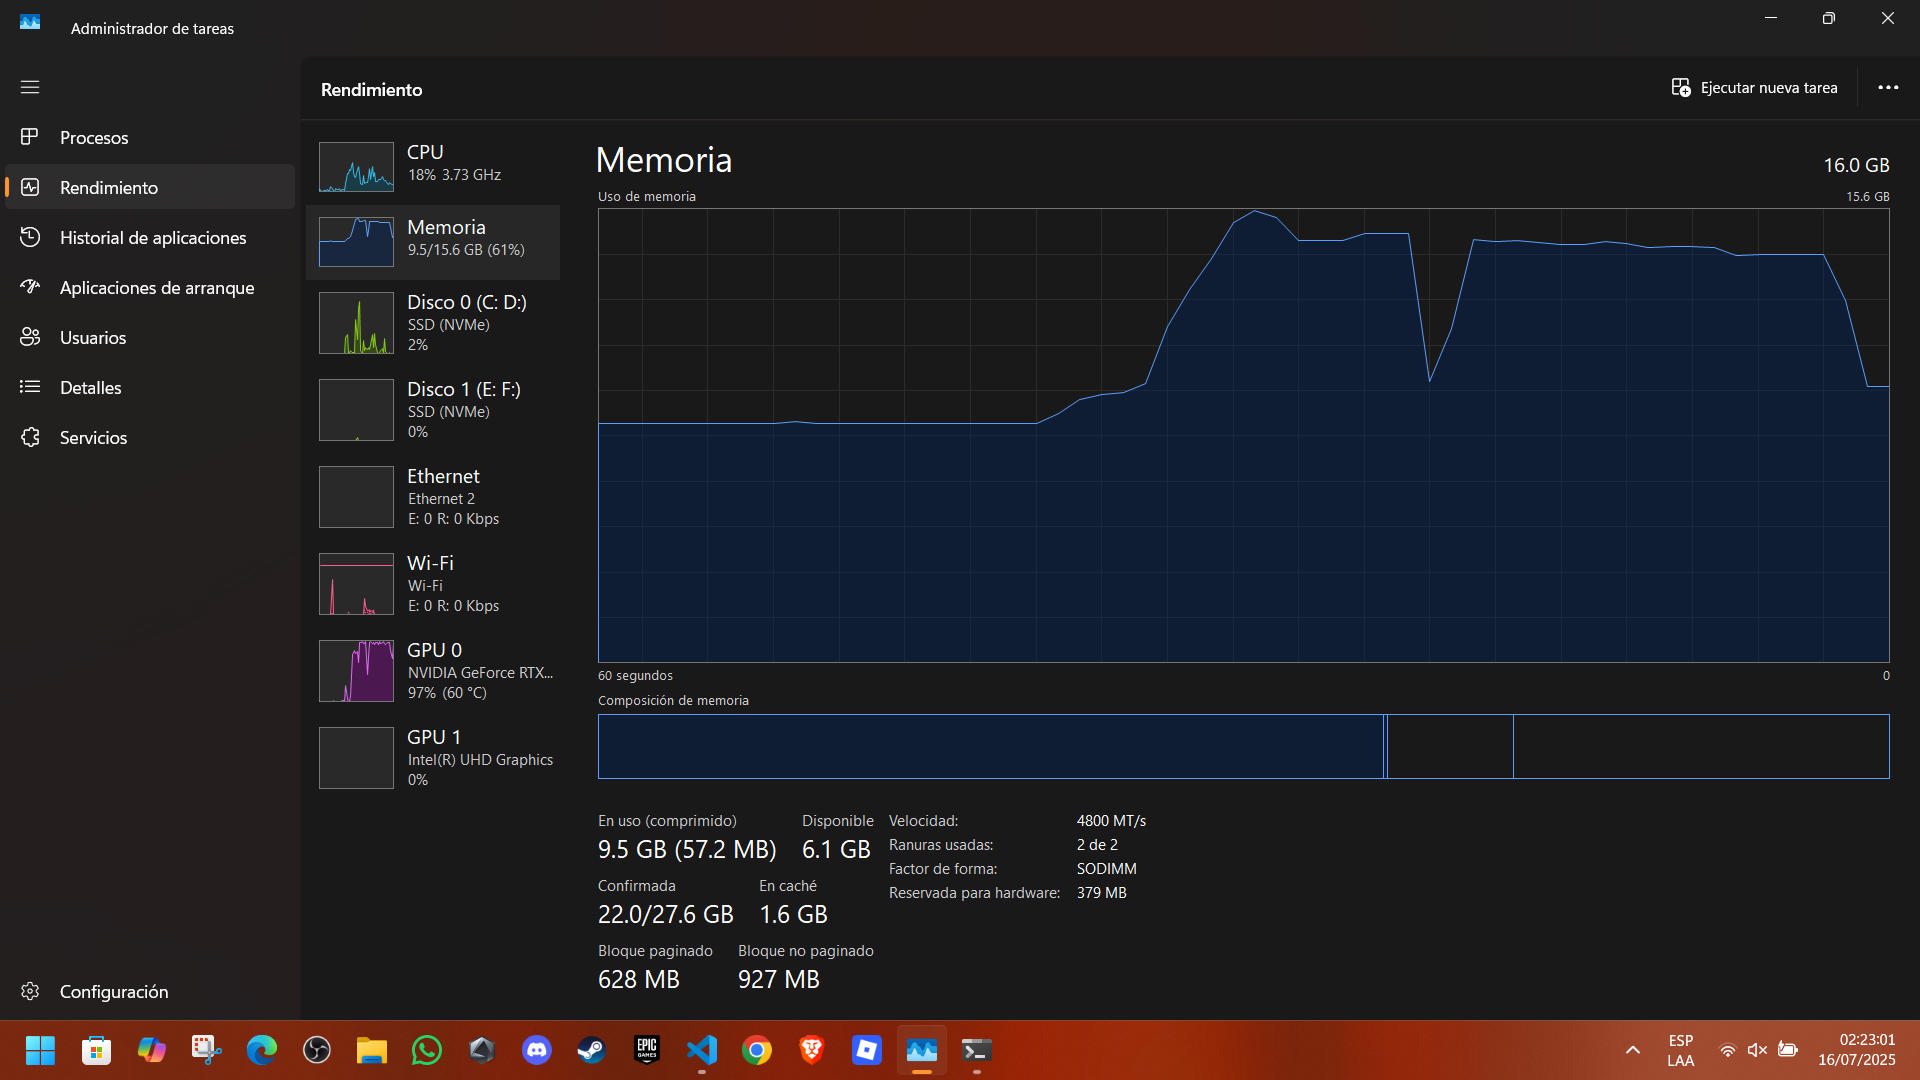 Administrador de tareas
Rendimiento
Ejecutar nueva tarea
Procesos
Rendimiento
Historial de aplicaciones
Aplicaciones de arranque
Usuarios
Detalles
Servicios
Configuración
CPU
18% 3.73 GHz
Memoria
9.5/15.6 GB (61%)
Disco 0 (C: D:)
SSD (NVMe)
2%
Disco 1 (E: F:)
SSD (NVMe)
0%
Ethernet
Ethernet 2
E: 0 R: 0 Kbps
Wi-Fi
Wi-Fi
E: 0 R: 0 Kbps
GPU 0
NVIDIA GeForce RTX...
97% (60 °C)
GPU 1
Intel(R) UHD Graphics
0%
Memoria
16.0 GB
Uso de memoria
15.6 GB
60 segundos
0
Composición de memoria
En uso (comprimido)
9.5 GB (57.2 MB)
Disponible
6.1 GB
Confirmada
22.0/27.6 GB
En caché
1.6 GB
Bloque paginado
628 MB
Bloque no paginado
927 MB
Velocidad: 4800 MT/s
Ranuras usadas: 2 de 2
Factor de forma: SODIMM
Reservada para hardware: 379 MB
EPIC
GAMES
ESP
LAA
02:23:01
16/07/2025